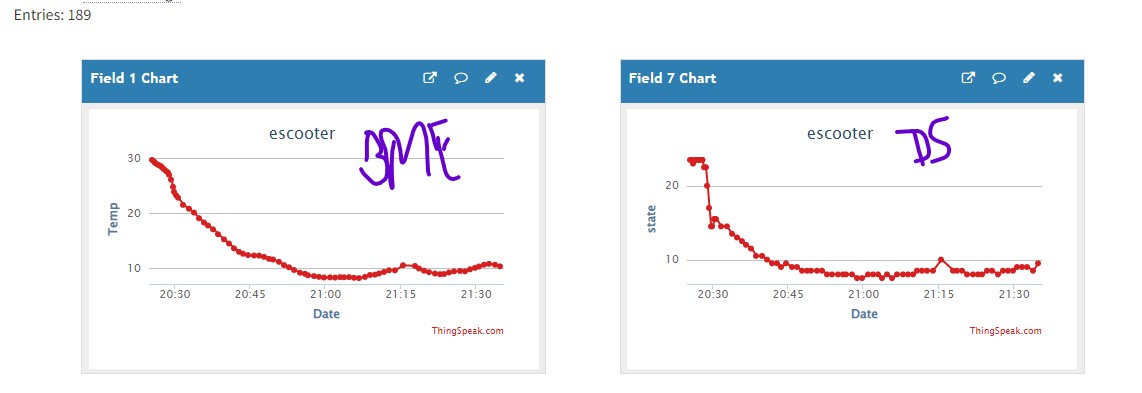 Entries: 189
Field 1 Chart
escooter
BME
Temp
30
20
10
20:30 20:45 21:00 21:15 21:30
Date
ThingSpeak.com
Field 7 Chart
escooter
DS
state
20
10
20:30 20:45 21:00 21:15 21:30
Date
ThingSpeak.com